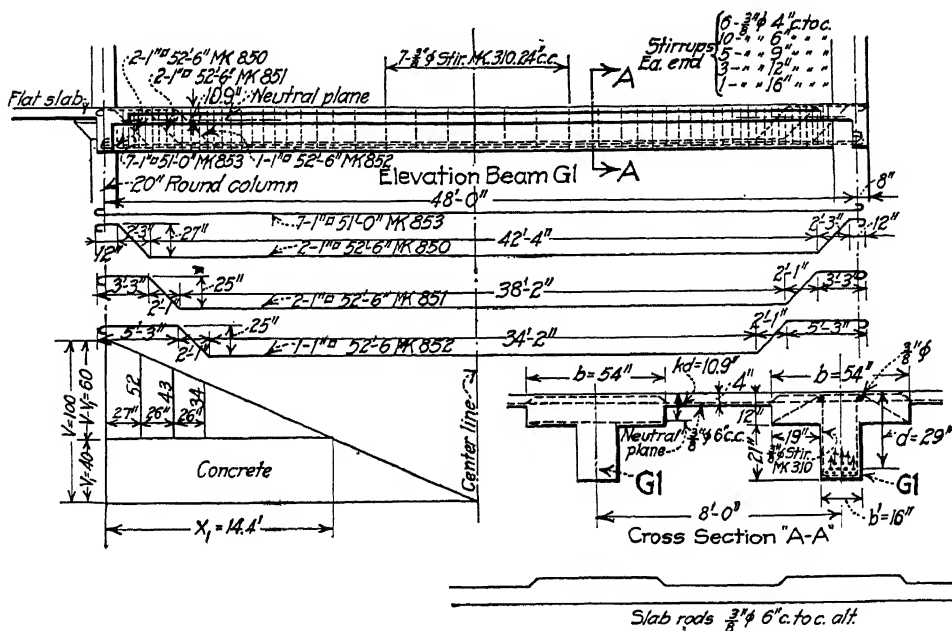 2-1"□ 52'-6" MK 850
2-1"□ 52'-6" MK 851
10.9" Neutral plane
Flat slab
7-3/8"φ Stir. MK.310.24"c.c.
A
Stirrups
Ea. end
6-3/8"φ 4" c.to c.
10-" " 6" " " "
5-" " 9" " " "
3-" " 12" " " "
1-" " 16" " " "
7-1"□ 51'-0" MK 853
1-1"□ 52'-6" MK 852
Elevation Beam G1
A
20" Round column
48'-0"
8"
7-1"□ 51'-0" MK 853
2'-3"
27"
42'-4"
2'-3"
12"
12"
2-1"□ 52'-6" MK 850
3'-3"
25"
38'-2"
2'-1"
3'-3"
2'-1"
2-1"□ 52'-6" MK 851
5'-3"
25"
34'-2"
2'-1"
5'-3"
2'-1"
1-1"□ 52'-6" MK 852
V=100
V-V₁=60
V₁=40
52
43
34
27"
26"
26"
Concrete
X₁=14.4'
Center line
b=54"
kd=10.9"
4"
b=54"
3/8"φ
12"
Neutral
plane
3/8"φ 6"c.c.
21"
19"
3/8"φ Stir.
MK 310
d=29"
G1
G1
8'-0"
b'=16"
Cross Section "A-A"
Slab rods 3/8"φ 6"c.to c. alt.